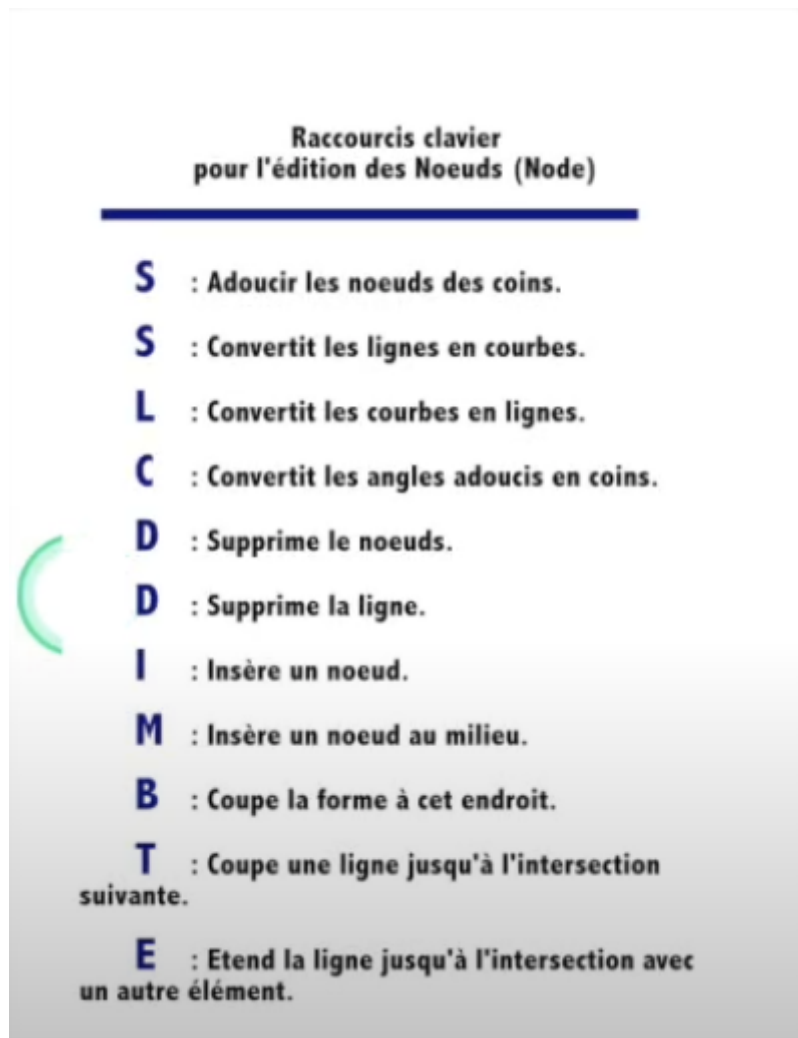 Raccourcis clavier
pour l'édition des Noeuds (Node)
S : Adoucir les noeuds des coins.
S : Convertit les lignes en courbes.
L : Convertit les courbes en lignes.
C : Convertit les angles adoucis en coins.
D : Supprime le noeuds.
D : Supprime la ligne.
I : Insère un noeud.
M : Insère un noeud au milieu.
B : Coupe la forme à cet endroit.
T : Coupe une ligne jusqu'à l'intersection
suivante.
E : Etend la ligne jusqu'à l'intersection avec
un autre élément.